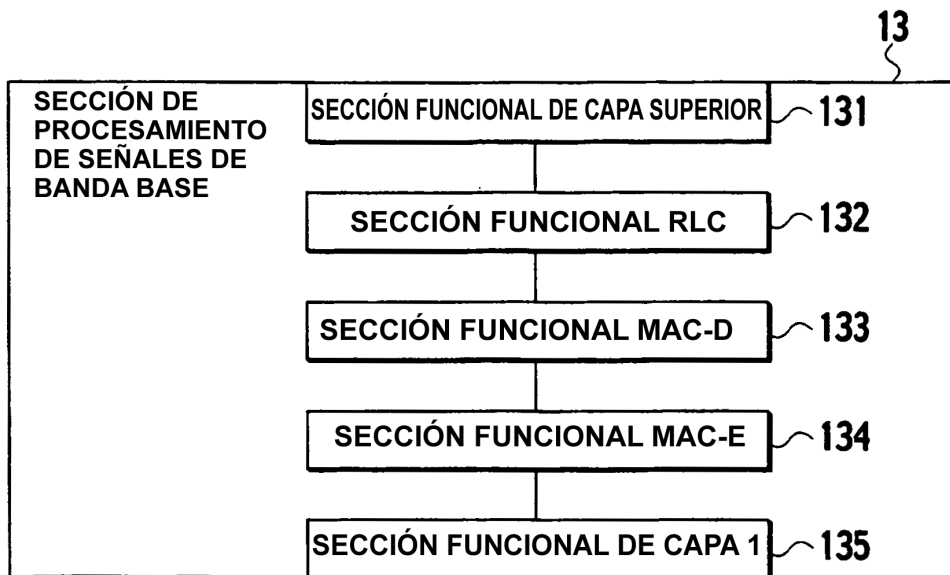 13
SECCIÓN DE
PROCESAMIENTO
DE SEÑALES DE
BANDA BASE
SECCIÓN FUNCIONAL DE CAPA SUPERIOR
131
SECCIÓN FUNCIONAL RLC
132
SECCIÓN FUNCIONAL MAC-D
133
SECCIÓN FUNCIONAL MAC-E
134
SECCIÓN FUNCIONAL DE CAPA 1
135